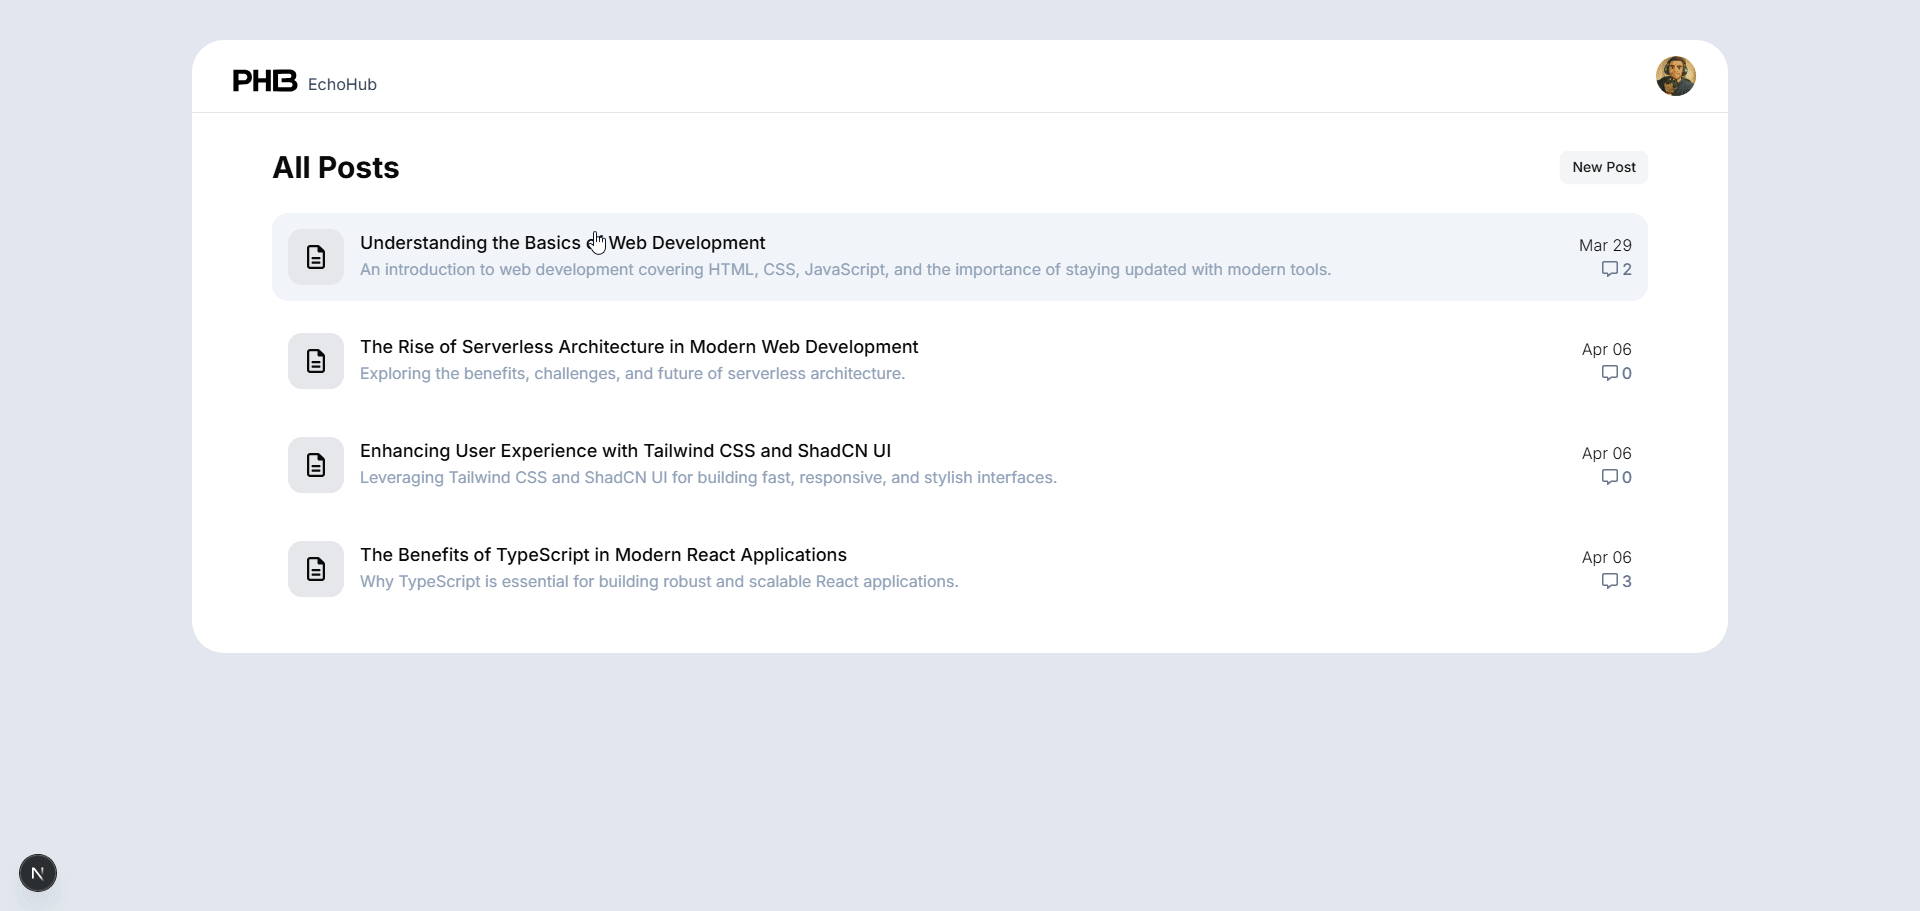 PHB EchoHub
All Posts
New Post
Understanding the Basics Web Development
Mar 29
An introduction to web development covering HTML, CSS, JavaScript, and the importance of staying updated with modern tools.
2
The Rise of Serverless Architecture in Modern Web Development
Apr 06
Exploring the benefits, challenges, and future of serverless architecture.
0
Enhancing User Experience with Tailwind CSS and ShadCN UI
Apr 06
Leveraging Tailwind CSS and ShadCN UI for building fast, responsive, and stylish interfaces.
0
The Benefits of TypeScript in Modern React Applications
Apr 06
Why TypeScript is essential for building robust and scalable React applications.
3
N